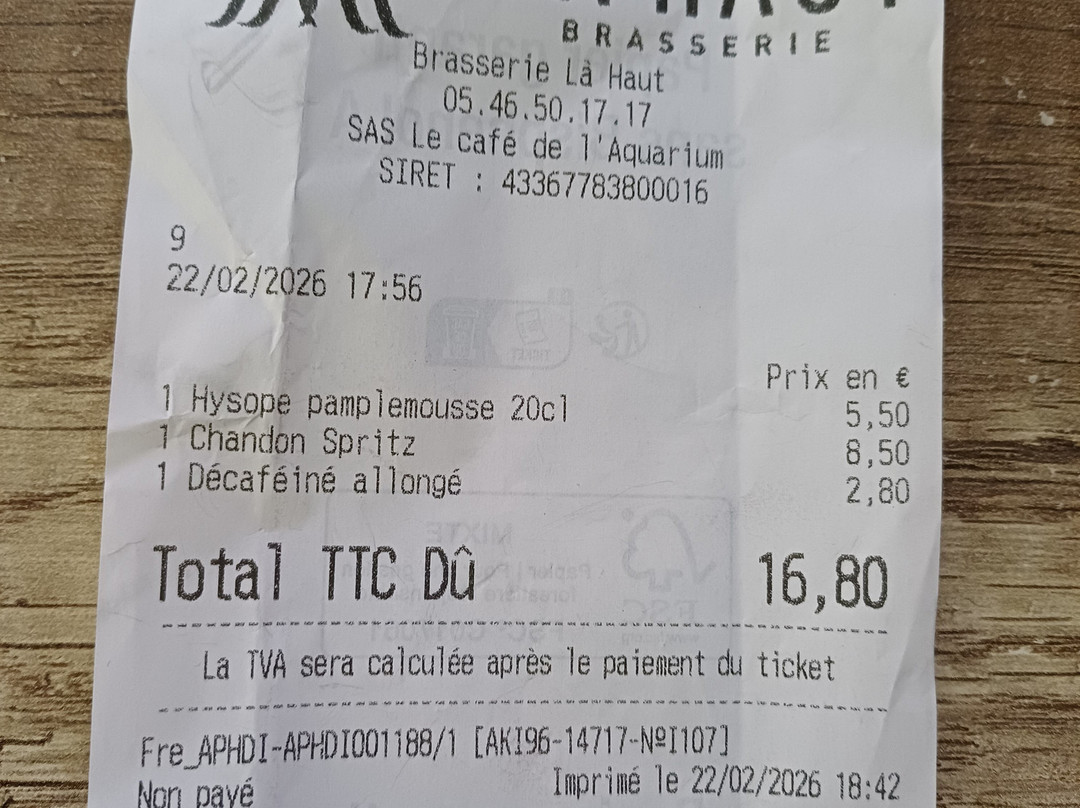 BRASSERIE
Brasserie Là Haut
05.46.50.17.17
SAS Le café de l'Aquarium
SIRET : 43367783800016
9
22/02/2026 17:56
Prix en €
1 Hysope pamplemousse 20cl 5,50
1 Chandon Spritz 8,50
1 Décaféiné allongé 2,80
Total TTC Dû 16,80
La TVA sera calculée après le paiement du ticket
Fre_APHDI-APHDI001188/1 [AKI96-14717-NºI107]
Non payé Imprimé le 22/02/2026 18:42